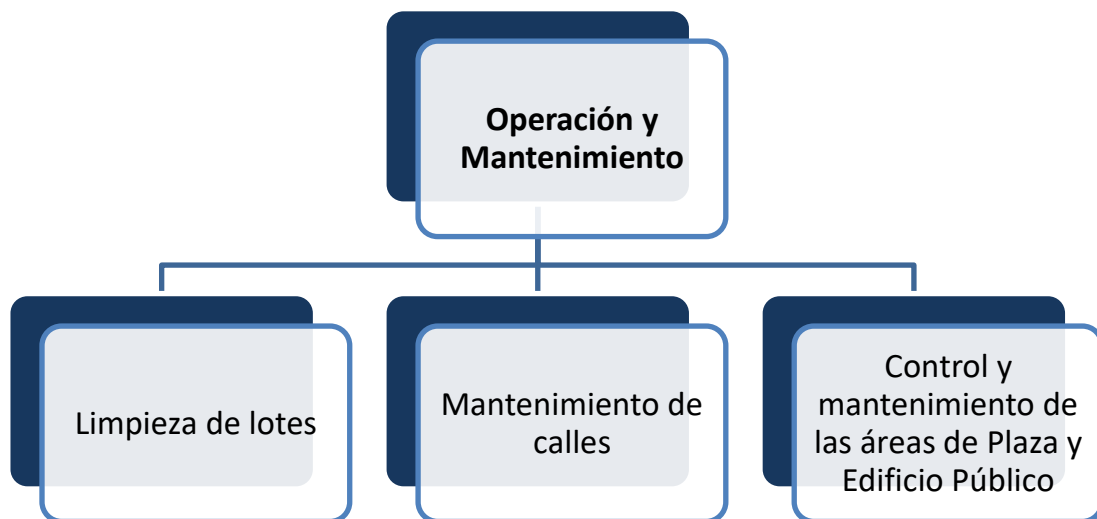 Operación y
Mantenimiento
Limpieza de lotes
Mantenimiento de
calles
Control y
mantenimiento de
las áreas de Plaza y
Edificio Público